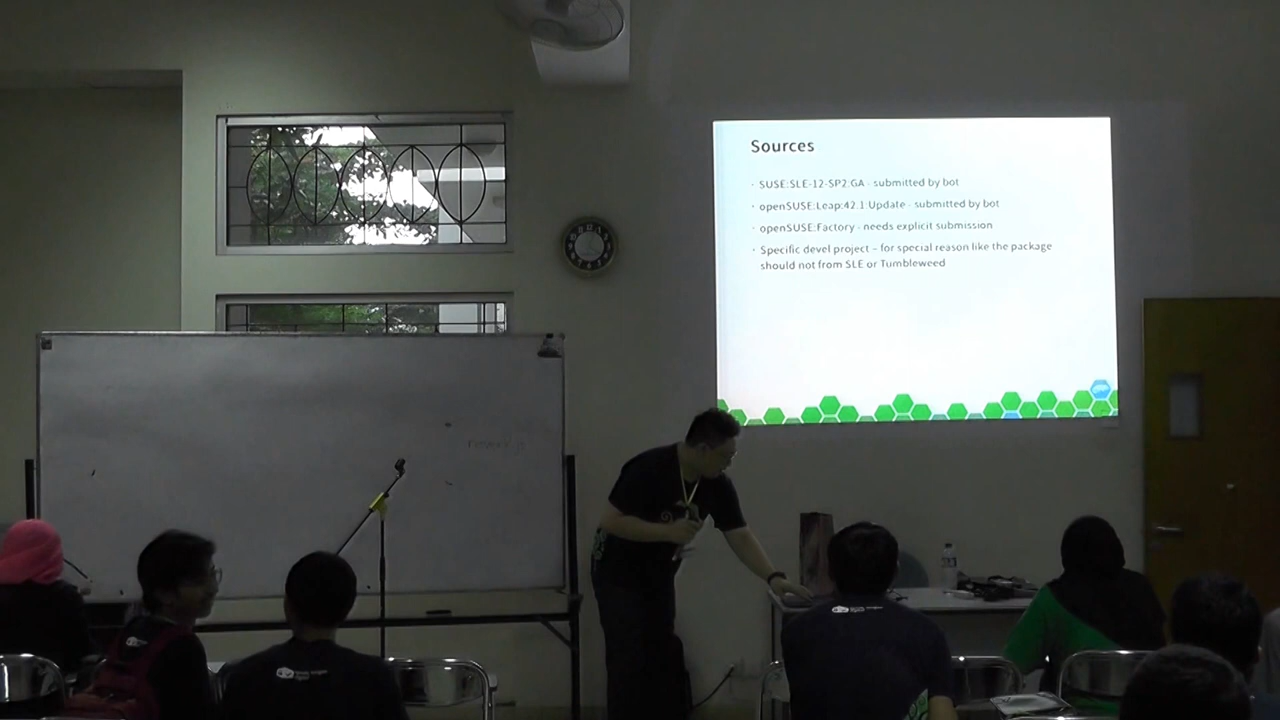 Sources
· SUSE:SLE-12-SP2:GA - submitted by bot
· openSUSE:Leap:42.1:Update - submitted by bot
· openSUSE:Factory - needs explicit submission
· Specific devel project – for special reason like the package
should not from SLE or Tumbleweed